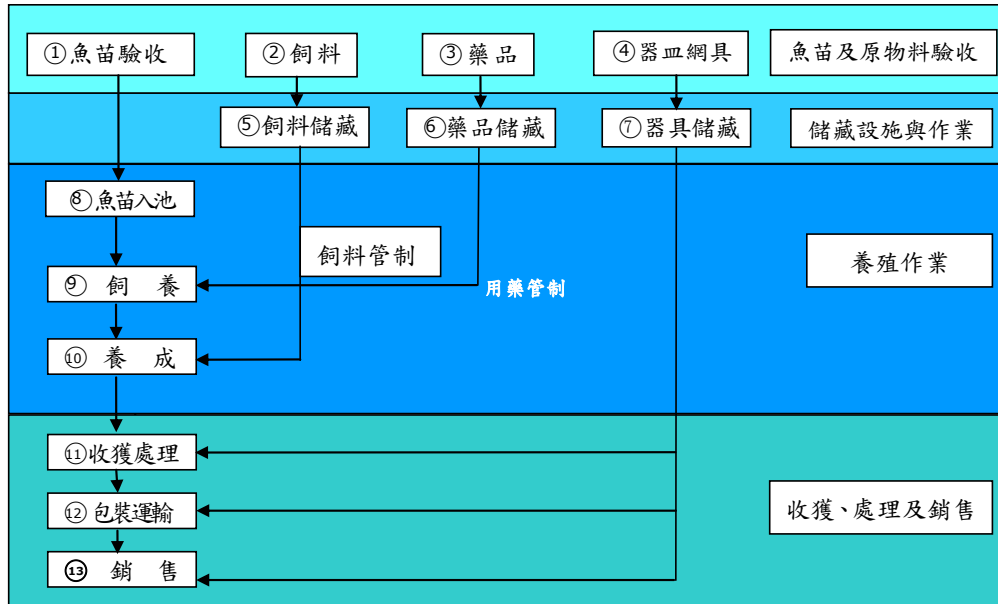 ①魚苗驗收
②飼料
③藥品
④器皿網具
魚苗及原物料驗收
⑤飼料儲藏
⑥藥品儲藏
⑦器具儲藏
儲藏設施與作業
⑧魚苗入池
飼料管制
養殖作業
⑨飼 養
用藥管制
⑩養 成
⑪收獲處理
⑫包裝運輸
收獲、處理及銷售
⑬銷 售